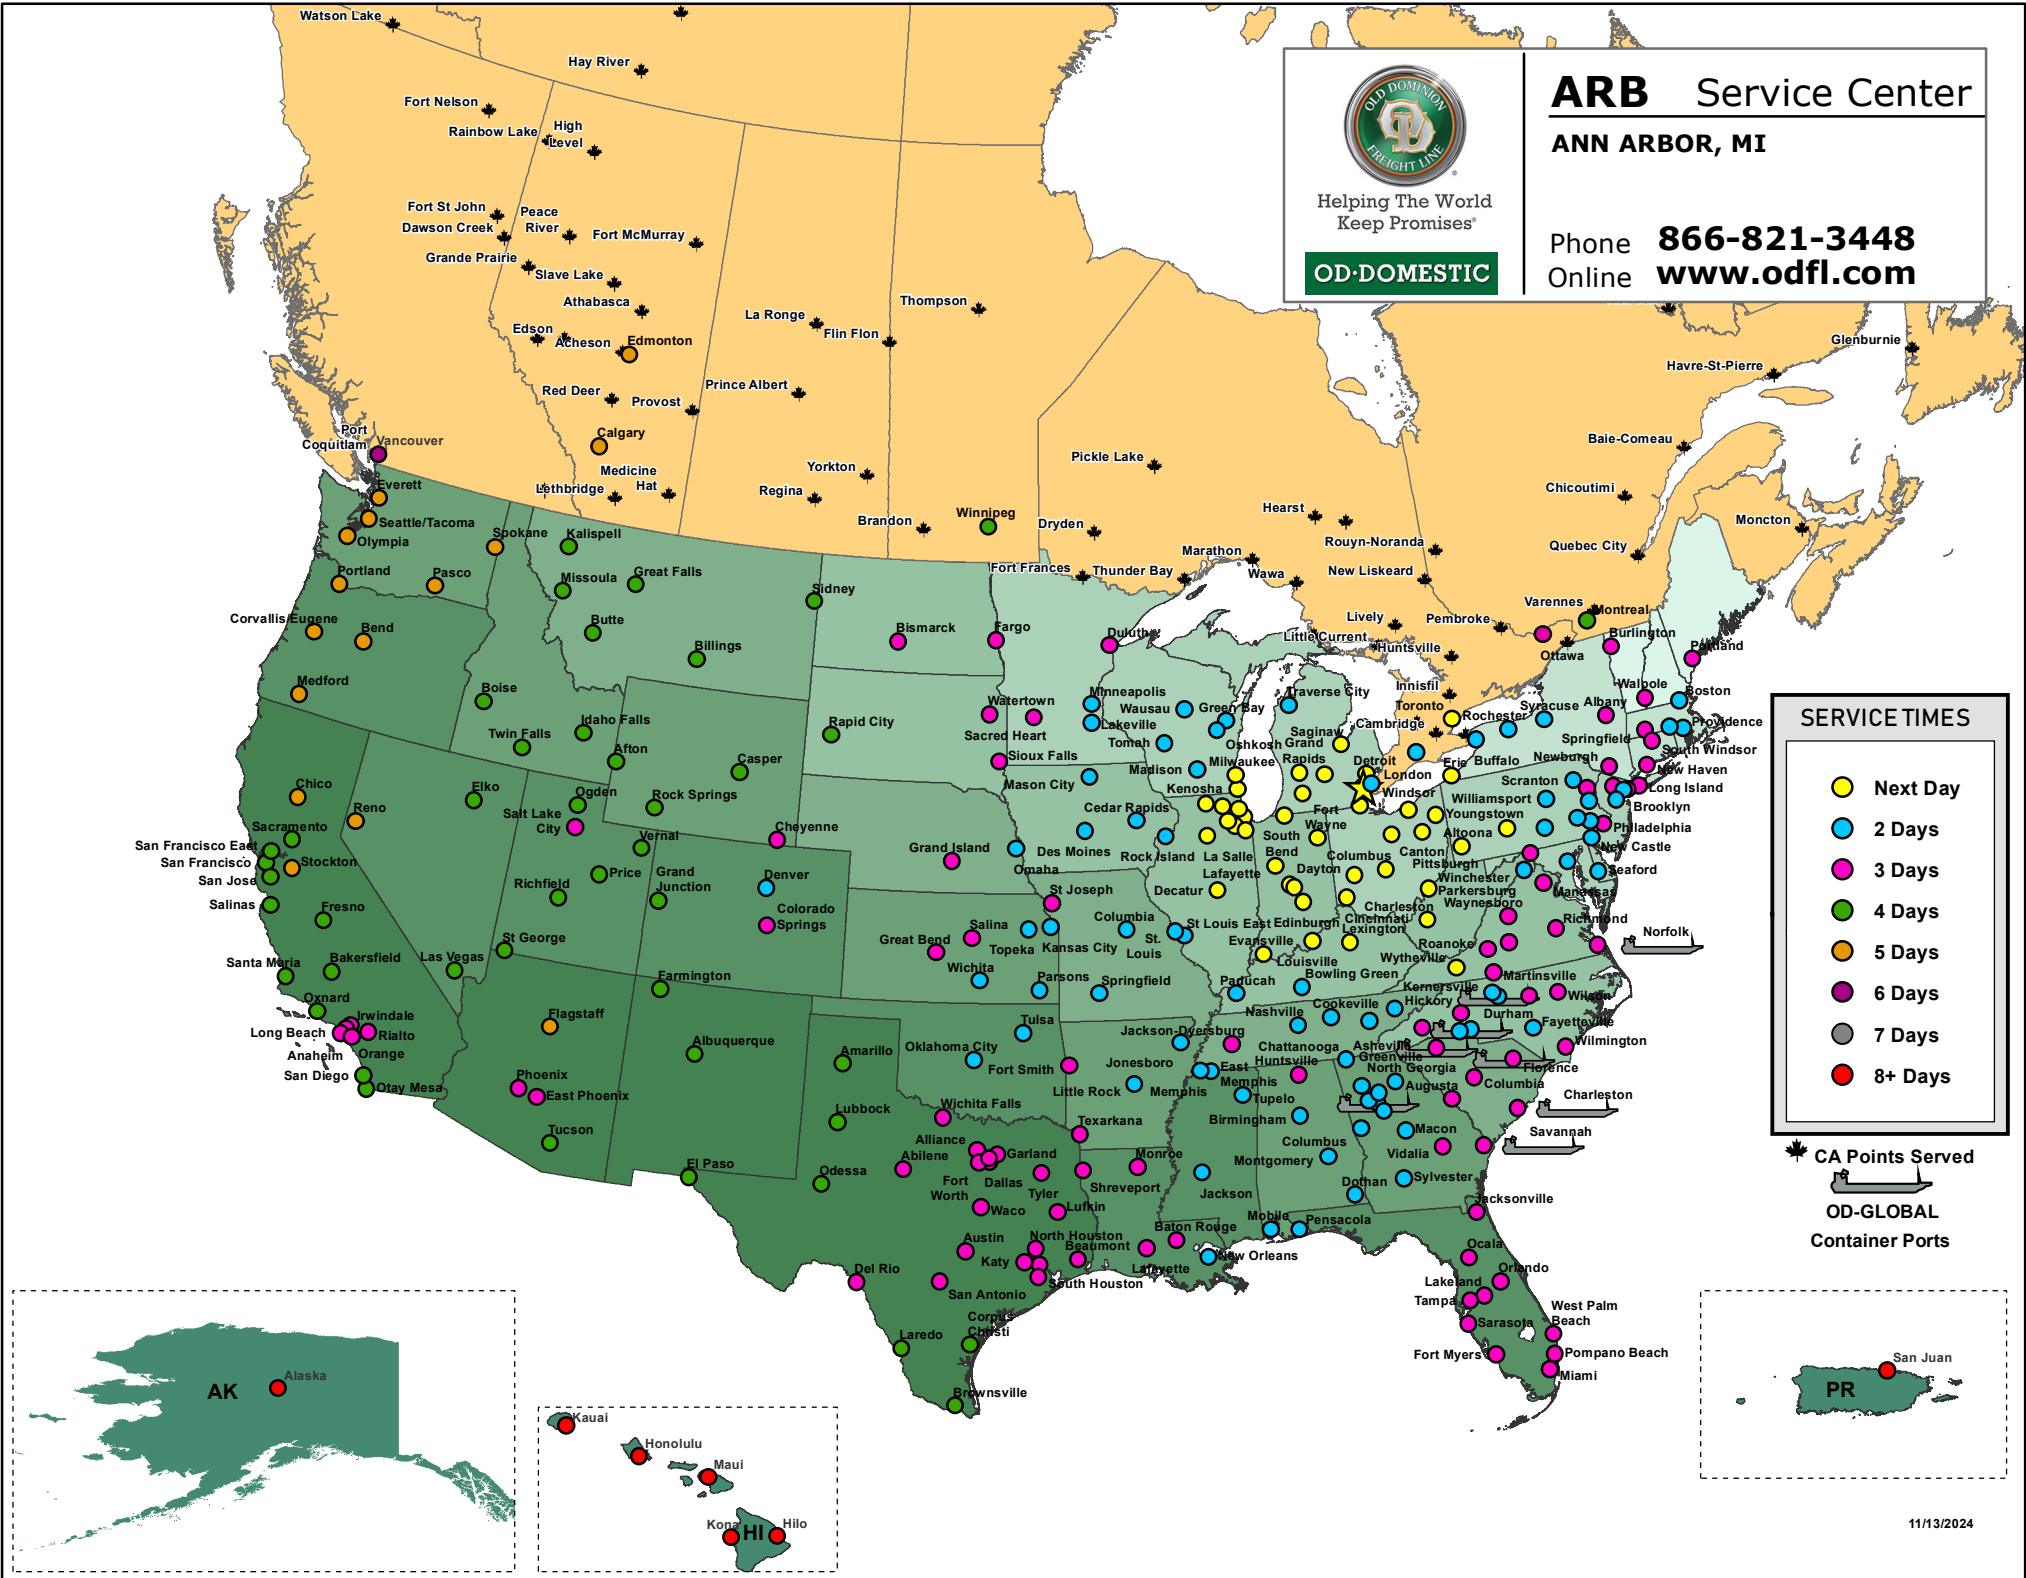 Watson Lake
Hay River
Fort Nelson
Rainbow Lake
High
Level
Fort St John
Dawson Creek
Peace
River
Fort McMurray
Grande Prairie
Slave Lake
Athabasca
Edson
Acheson
Edmonton
La Ronge
Flin Flon
Thompson
Red Deer
Provost
Prince Albert
Calgary
Port
Coquitlam
Vancouver
Medicine
Hat
Lethbridge
Yorkton
Regina
Brandon
Winnipeg
Dryden
Pickle Lake
Fort Frances
Thunder Bay
Marathon
Wawa
Hearst
Rouyn-Noranda
New Liskeard
Lively
Little Current
Pembroke
Huntsville
Innisfil
Toronto
Cambridge
Varennes
Montreal
Ottawa
Glenburnie
Havre-St-Pierre
Baie-Comeau
Chicoutimi
Quebec City
Moncton
OLD DOMINION
FREIGHT LINE
Helping The World
Keep Promises®
OD·DOMESTIC
ARB Service Center
ANN ARBOR, MI
Phone 866-821-3448
Online www.odfl.com
Everett
Seattle/Tacoma
Olympia
Spokane
Portland
Pasco
Corvallis/Eugene
Bend
Medford
Kalispell
Missoula
Great Falls
Butte
Billings
Sidney
Boise
Idaho Falls
Twin Falls
Afton
Casper
Rock Springs
Cheyenne
Chico
Reno
Elko
Ogden
Salt Lake
City
Vernal
Sacramento
San Francisco East
San Francisco
Stockton
San Jose
Salinas
Fresno
Richfield
Price
Grand
Junction
Denver
Colorado
Springs
St George
Las Vegas
Santa Maria
Bakersfield
Oxnard
Irwindale
Long Beach
Rialto
Anaheim
Orange
San Diego
Otay Mesa
Farmington
Flagstaff
Albuquerque
Phoenix
East Phoenix
Tucson
El Paso
Bismarck
Fargo
Duluth
Rapid City
Watertown
Sacred Heart
Sioux Falls
Minneapolis
Lakeville
Wausau
Green Bay
Tomah
Oshkosh
Madison
Milwaukee
Kenosha
Mason City
Cedar Rapids
Des Moines
Rock Island
Grand Island
Omaha
St Joseph
Salina
Great Bend
Topeka
Kansas City
Wichita
Parsons
Columbia
St.
Louis
St Louis East
Springfield
Tulsa
Oklahoma City
Fort Smith
Amarillo
Lubbock
Wichita Falls
Odessa
Abilene
Alliance
Garland
Fort
Worth
Dallas
Tyler
Waco
Lufkin
Austin
North Houston
Katy
Beaumont
South Houston
Del Rio
San Antonio
Corpus
Christi
Laredo
Brownsville
Texarkana
Shreveport
Monroe
Baton Rouge
Lafayette
New Orleans
Jackson
Little Rock
Jonesboro
Memphis
East
Memphis
Jackson-Dyersburg
Tupelo
Birmingham
Huntsville
Chattanooga
Columbus
Montgomery
Dothan
Mobile
Pensacola
Traverse City
Saginaw
Grand
Rapids
Detroit
London
Windsor
La Salle
South
Bend
Fort
Wayne
Lafayette
Decatur
Dayton
Columbus
Canton
Youngstown
Altoona
Pittsburgh
Erie
Edinburgh
Cincinnati
Evansville
Louisville
Lexington
Charleston
Parkersburg
Winchester
Waynesboro
Paducah
Bowling Green
Nashville
Cookeville
Hickory
Kernersville
Martinsville
Wytheville
Roanoke
Richmond
Manassas
Norfolk
Wilson
Durham
Fayetteville
Wilmington
Asheville
Greenville
North Georgia
Florence
Columbia
Augusta
Charleston
Savannah
Macon
Vidalia
Sylvester
Jacksonville
Ocala
Orlando
Lakeland
Tampa
Sarasota
Fort Myers
West Palm
Beach
Pompano Beach
Miami
Rochester
Syracuse
Buffalo
Albany
Burlington
Portland
Walpole
Boston
Providence
Springfield
South Windsor
Newburgh
New Haven
Long Island
Brooklyn
Scranton
Williamsport
Philadelphia
New Castle
Seaford
SERVICE TIMES
Next Day
2 Days
3 Days
4 Days
5 Days
6 Days
7 Days
8+ Days
CA Points Served
OD-GLOBAL
Container Ports
AK
Alaska
Kauai
Honolulu
Maui
Kona
HI
Hilo
San Juan
PR
11/13/2024